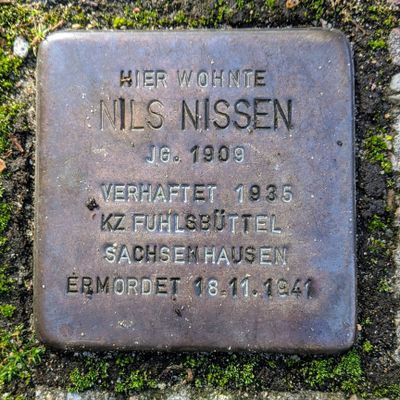 HIER WOHNTE
NILS NISSEN
JG. 1909
VERHAFTET 1935
KZ FUHLSBÜTTEL
SACHSENHAUSEN
ERMORDET 18.11.1941